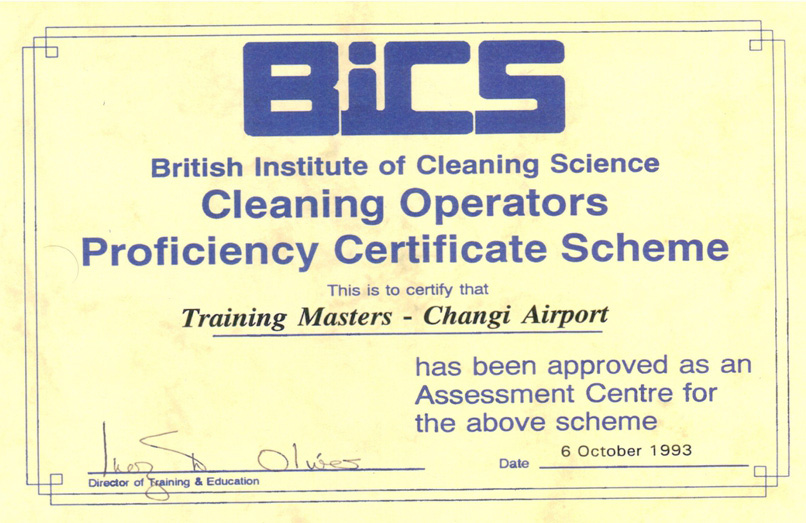 BiCS
British Institute of Cleaning Science
Cleaning Operators
Proficiency Certificate Scheme
This is to certify that
Training Masters - Changi Airport
has been approved as an
Assessment Centre for
the above scheme
6 October 1993
Date
Director of Training & Education